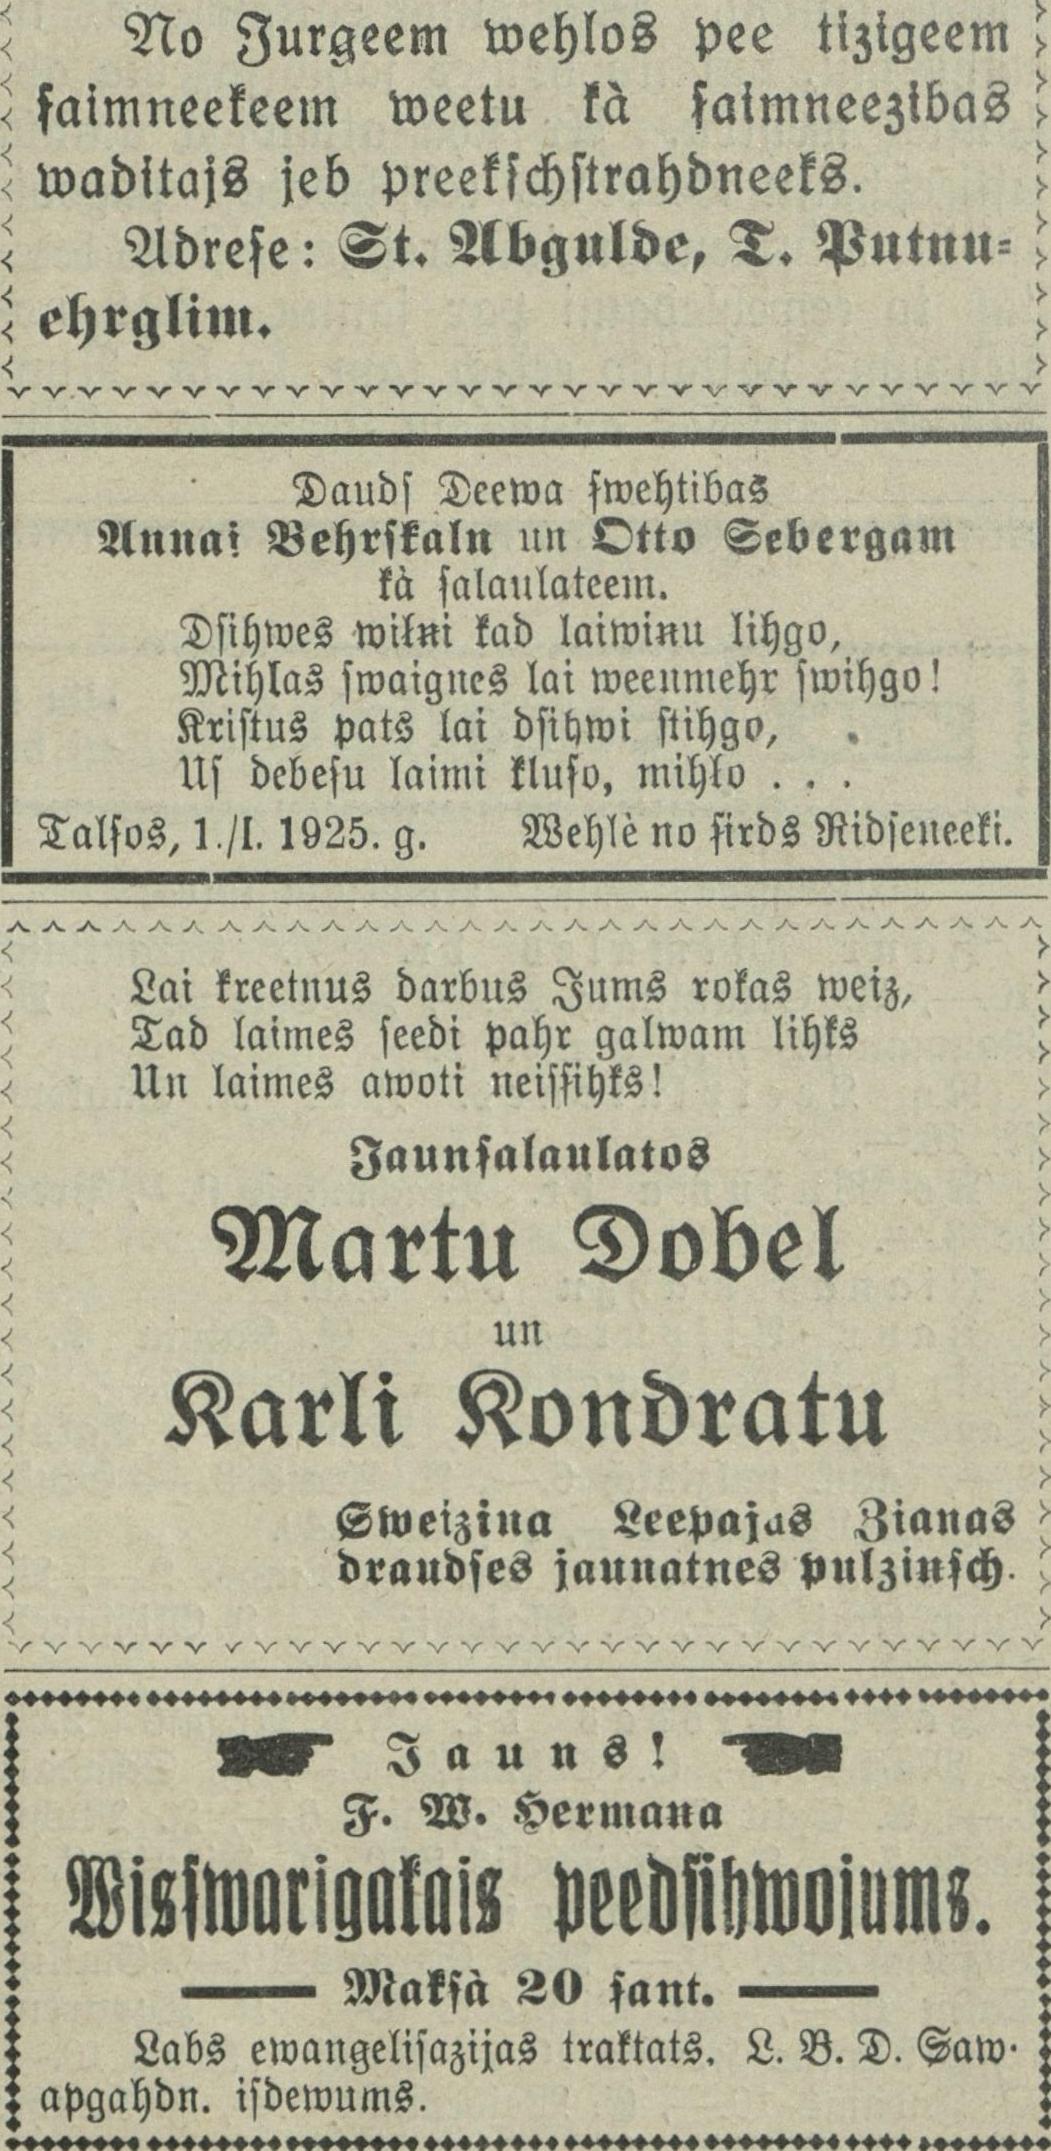 No Jurgeem wehlos pee tizigeem
ſaimneekeem weetu kà ſaimneezibas
waditajs jeb preekſchſtrahdneeks.
Adreſe: St. Abgulde, T. Putnu-
ehrglim.
Daudſ Deewa ſwehtibas
Annai Behrſkaln un Otto Sebergam
kà ſalaulateem.
Dſihwes wiłni kad laiwinu lihgo,
Mihlas ſwaignes lai weenmehr ſwihgo!
Kriſtus pats lai dſihwi ſtihgo,
Uſ debeſu laimi kluſo, mihło . . .
Talſos, 1./I. 1925. g. Wehlè no ſirds Ridſeneeki.
Lai kreetnus darbus Jums rokas weiz,
Tad laimes ſeedi pahr galwam lihks
Un laimes awoti neiſſihks!
Jaunſalaulatos
Martu Dobel
un
Karli Kondratu
Sweizina Leepajas Zianas
draudſes jaunatnes pulzinſch.
Jauns!
F. W. Hermana
Wisſwarigakais peedſihwojums.
Makſà 20 ſant.
Labs ewangeliſazijas traktats. L. B. D. Saw.
apgahdn. iſdewums.